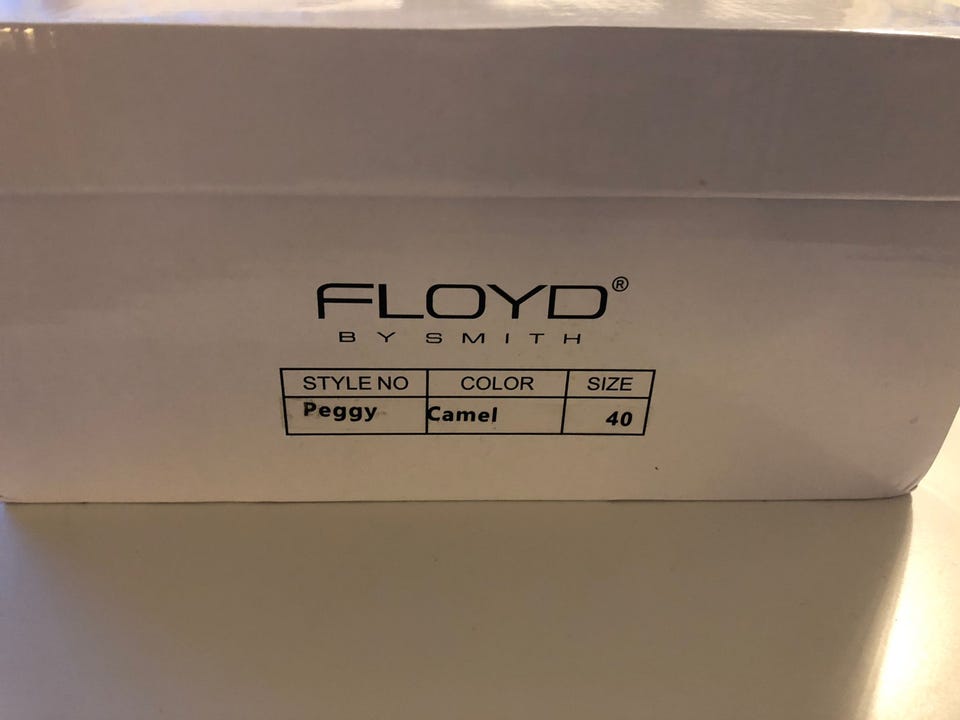 FLOYD®
BY SMITH
STYLE NO COLOR SIZE
Peggy Camel 40